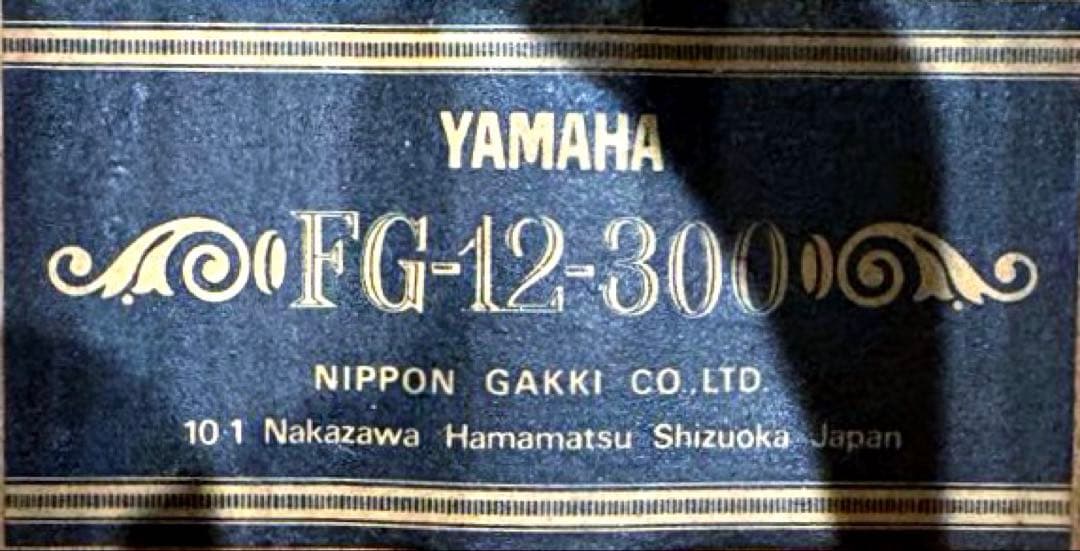 YAMAHA
FG-12-300
NIPPON GAKKI CO.,LTD
10-1 Nakazawa Hamamatsu Shizuoka Japan